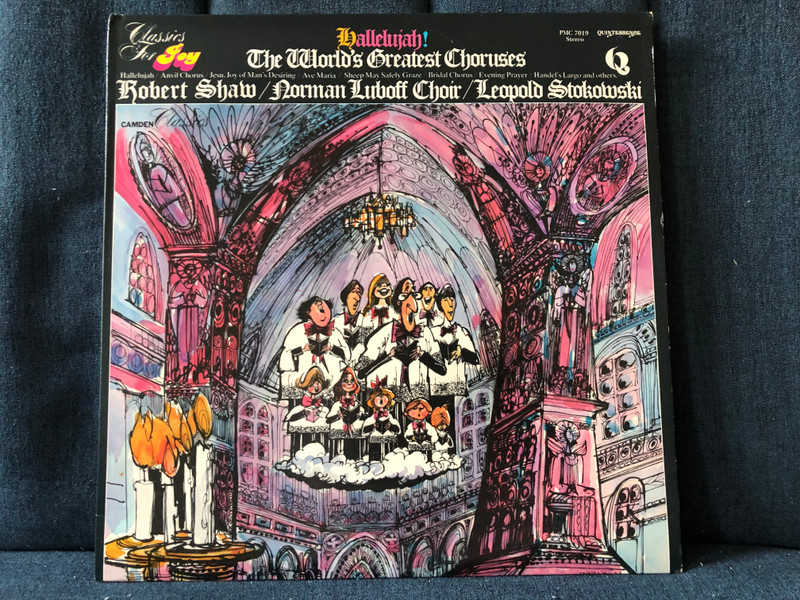 Classics For Joy
Hallelujah!
PMC 7019
Stereo
QUINTESSENCE
Q
The World's Greatest Choruses
Hallelujah / Anvil Chorus / Jesu, Joy of Man's Desiring / Ave Maria / Sheep May Safely Graze / Bridal Chorus / Evening Prayer / Handel's Largo and others.
Robert Shaw / Norman Luboff Choir / Leopold Stokowski
CAMDEN Classics